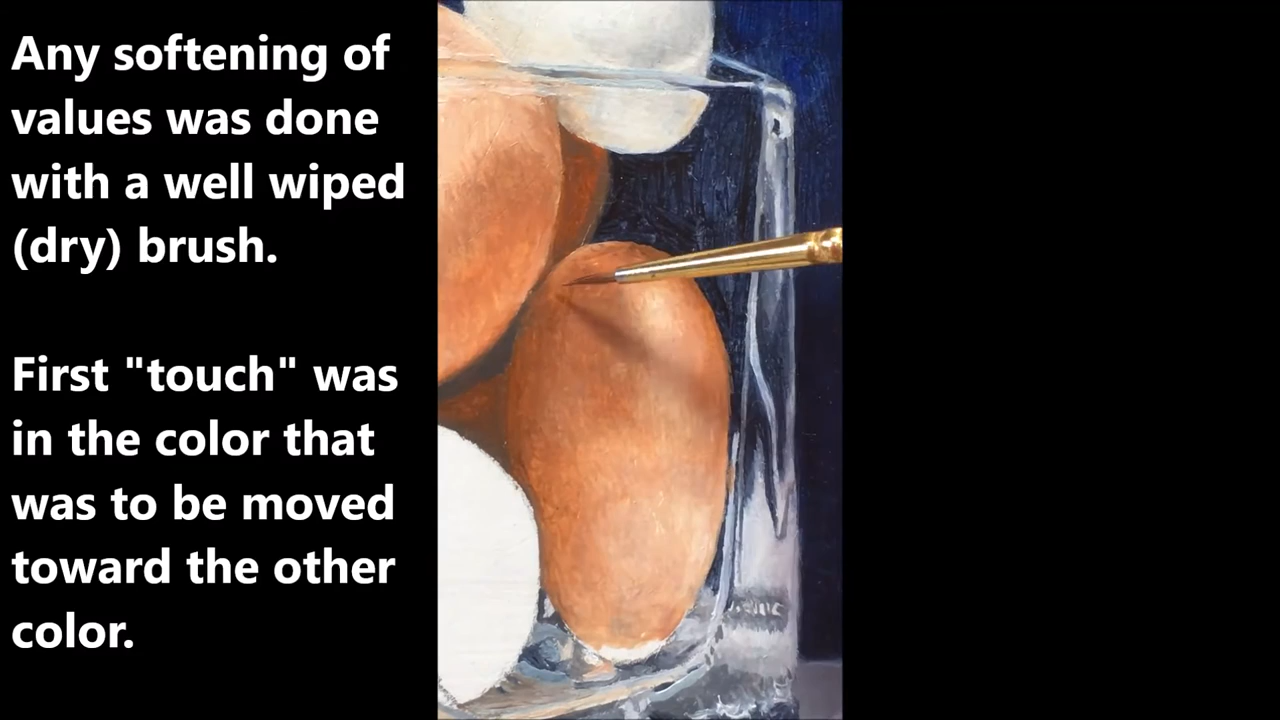 Any softening of
values was done
with a well wiped
(dry) brush.
First "touch" was
in the color that
was to be moved
toward the other
color.